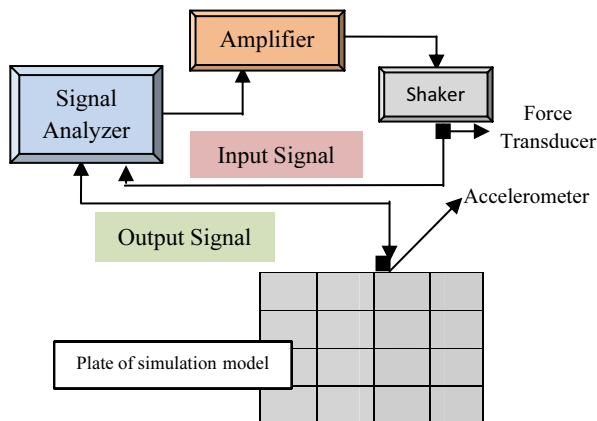 Amplifier
Signal
Analyzer
Shaker
Force
Transducer
Input Signal
Accelerometer
Output Signal
Plate of simulation model